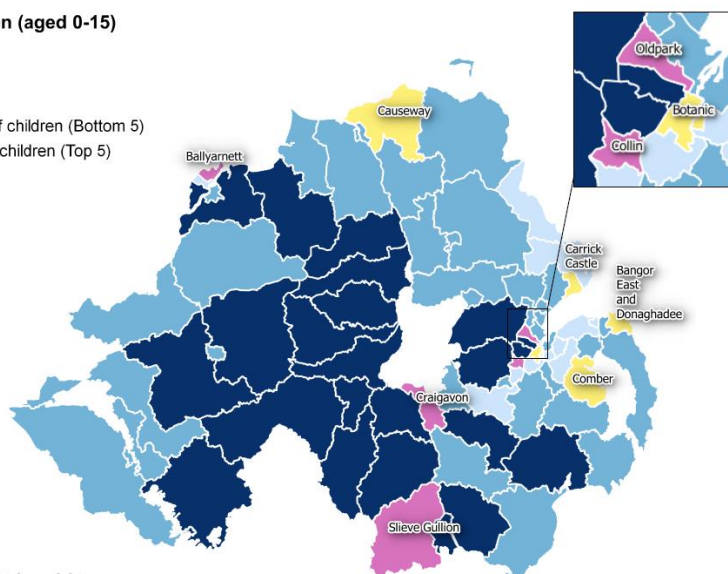 n (aged 0-15)
f children (Bottom 5)
children (Top 5)
Oldpark
Botanic
Collin
Causeway
Ballyarnett
Carrick
Castle
Bangor
East
and
Donaghadee
Comber
Craigavon
Slieve Gullion